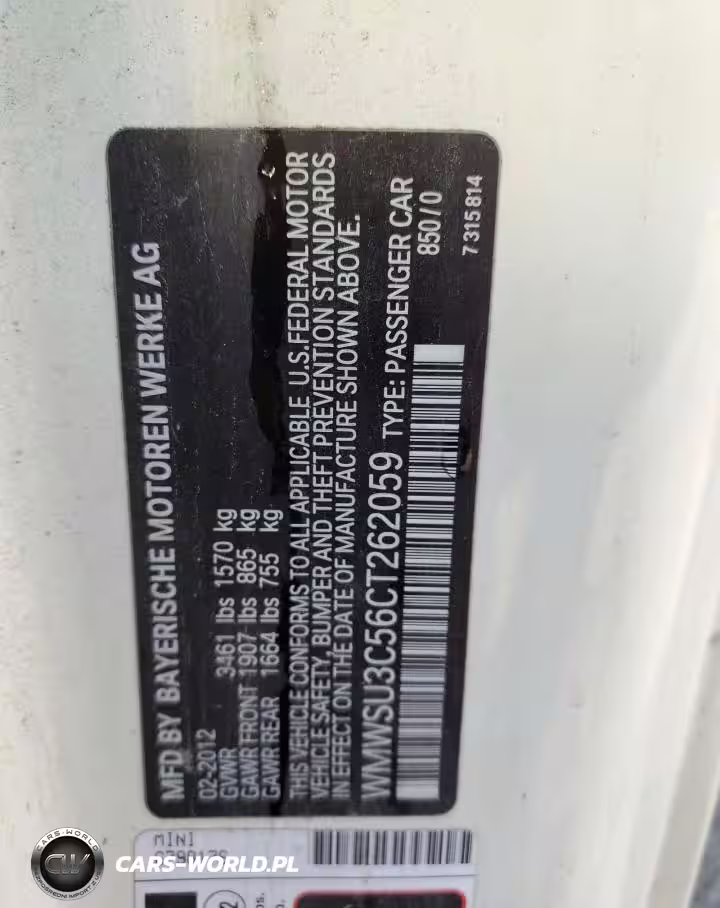 MFD BY BAYERISCHE MOTOREN WERKE AG
02-2012
GVWR 3461 lbs 1570 kg
GAWR FRONT 1907 lbs 865 kg
GAWR REAR 1664 lbs 755 kg
THIS VEHICLE CONFORMS TO ALL APPLICABLE U.S.FEDERAL MOTOR
VEHICLE SAFETY, BUMPER AND THEFT PREVENTION STANDARDS
IN EFFECT ON THE DATE OF MANUFACTURE SHOWN ABOVE.
WMWSU3C56CT262059 TYPE: PASSENGER CAR
850 / 0
7 315 814
MINI
CARS-WORLD
CW
CARS-WORLD.PL